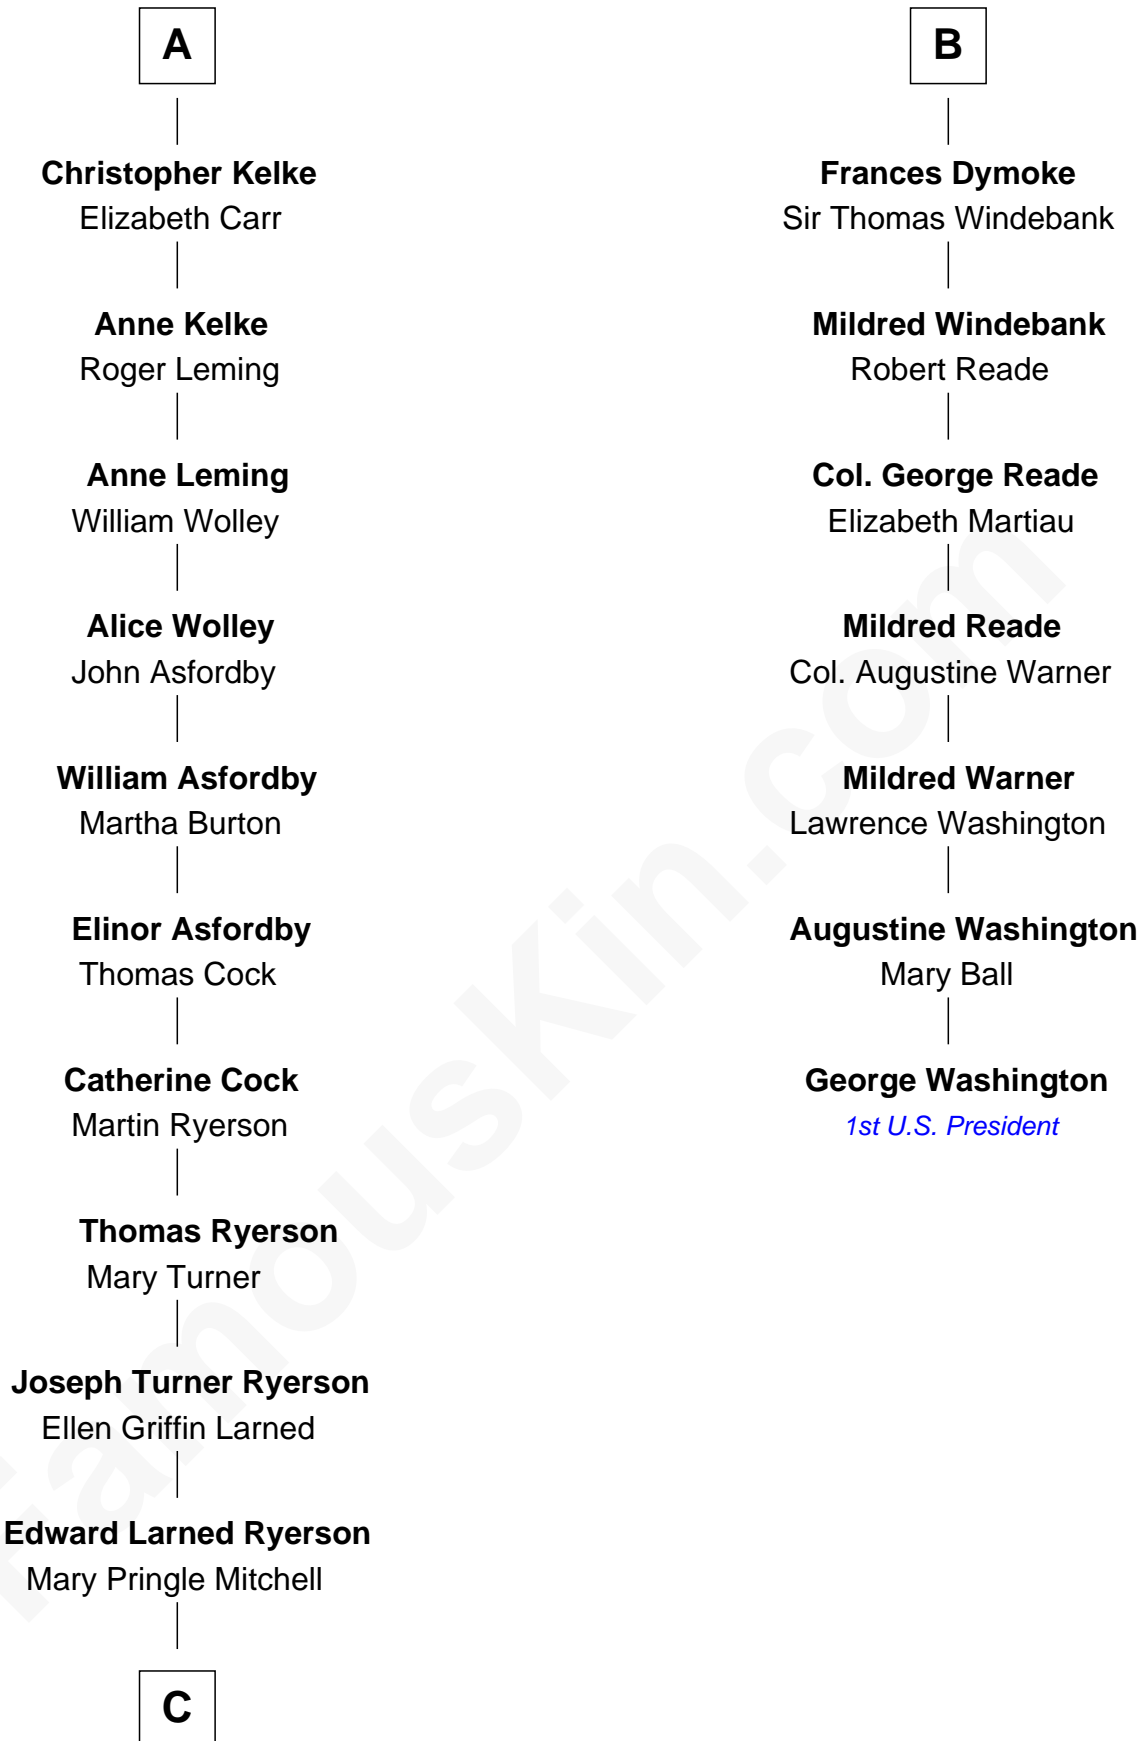 A
Christopher Kelke
Elizabeth Carr
Anne Kelke
Roger Leming
Anne Leming
William Wolley
Alice Wolley
John Asfordby
William Asfordby
Martha Burton
Elinor Asfordby
Thomas Cock
Catherine Cock
Martin Ryerson
Thomas Ryerson
Mary Turner
Joseph Turner Ryerson
Ellen Griffin Larned
Edward Larned Ryerson
Mary Pringle Mitchell
C
B
Frances Dymoke
Sir Thomas Windebank
Mildred Windebank
Robert Reade
Col. George Reade
Elizabeth Martiau
Mildred Reade
Col. Augustine Warner
Mildred Warner
Lawrence Washington
Augustine Washington
Mary Ball
George Washington
1st U.S. President
FamousKin.com